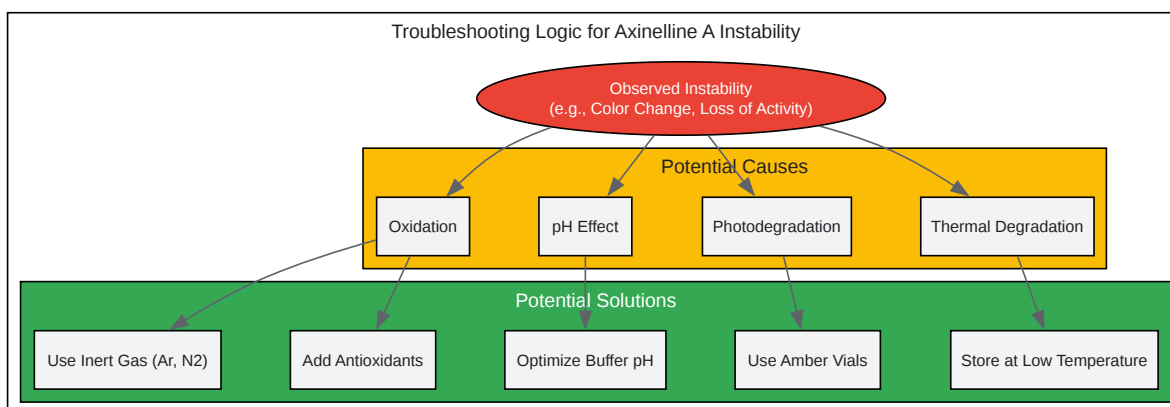 Troubleshooting Logic for Axinelline A Instability
Observed Instability
(e.g., Color Change, Loss of Activity)
Potential Causes
Oxidation
pH Effect
Photodegradation
Thermal Degradation
Potential Solutions
Use Inert Gas (Ar, N2)
Add Antioxidants
Optimize Buffer pH
Use Amber Vials
Store at Low Temperature